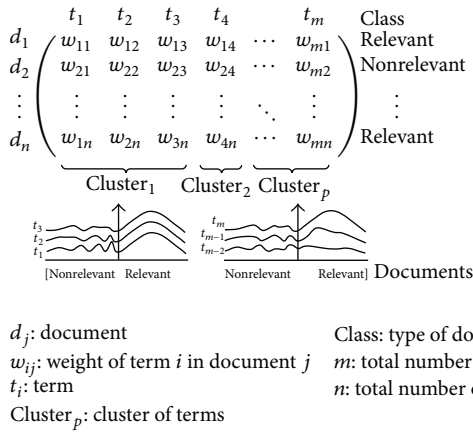 t1 t2 t3 t4 tm Class
d1 w11 w12 w13 w14 ⋯ wm1 Relevant
d2 w21 w22 w23 w24 ⋯ wm2 Nonrelevant
⋮ ⋮ ⋮ ⋮ ⋮ ⋱ ⋮ ⋮
dn w1n w2n w3n w4n ⋯ wmn Relevant
Cluster1 Cluster2 Clusterp
t3 tm
t2 tm−1
t1 tm−2
[Nonrelevant Relevant Nonrelevant Relevant] Documents
dj: document Class: type of do
wij: weight of term i in document j m: total number
ti: term n: total number
Clusterp: cluster of terms